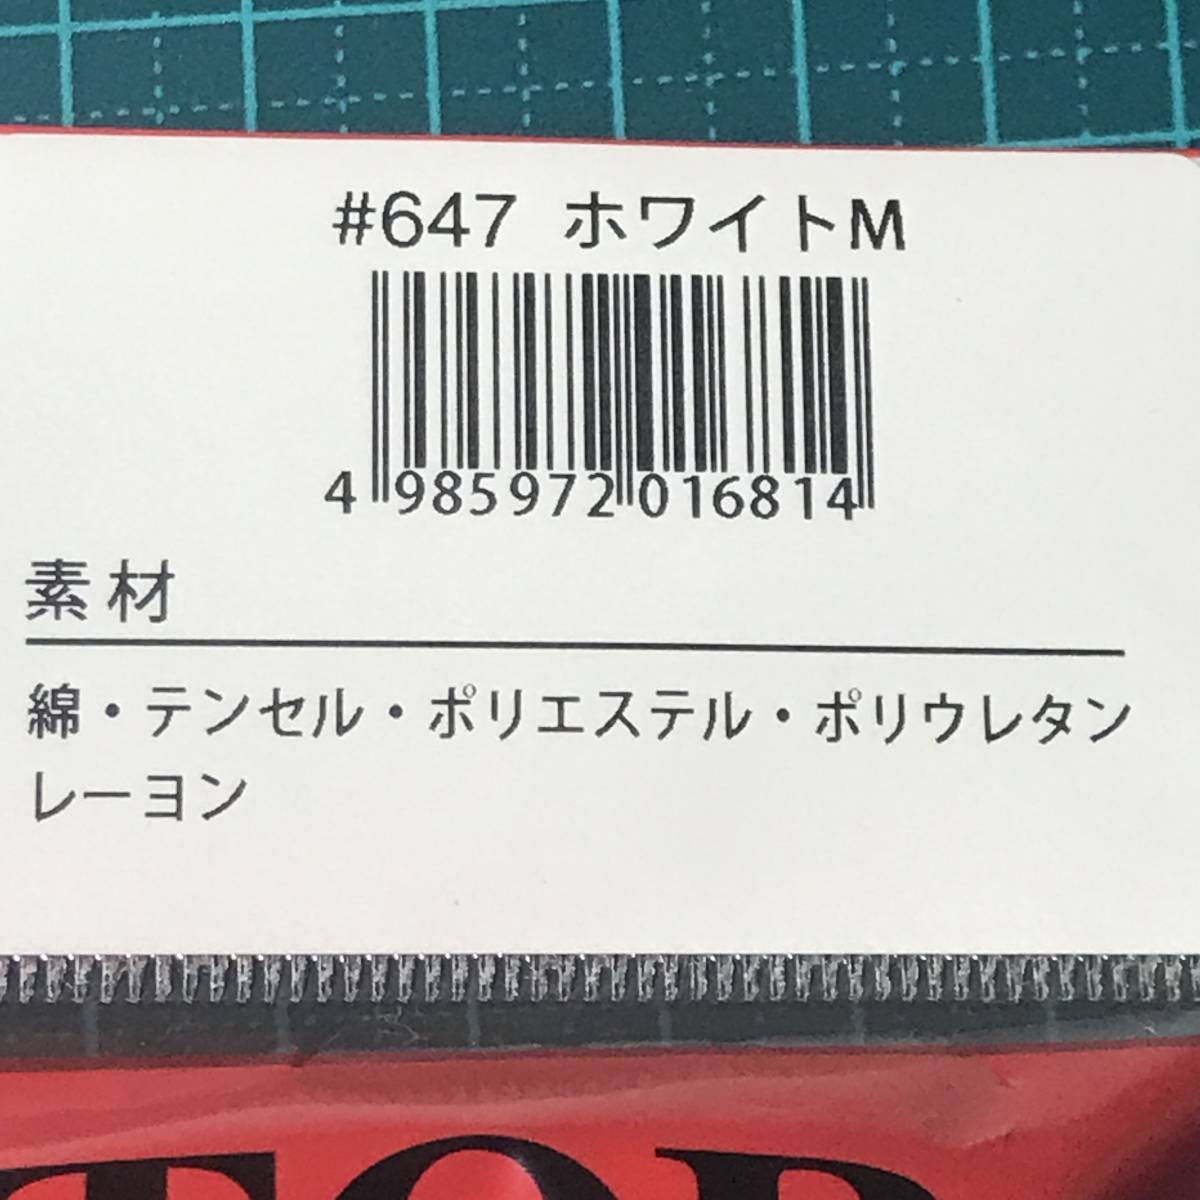 #647 ホワイトM
4 985972 016814
素材
綿・テンセル・ポリエステル・ポリウレタン
レーヨン